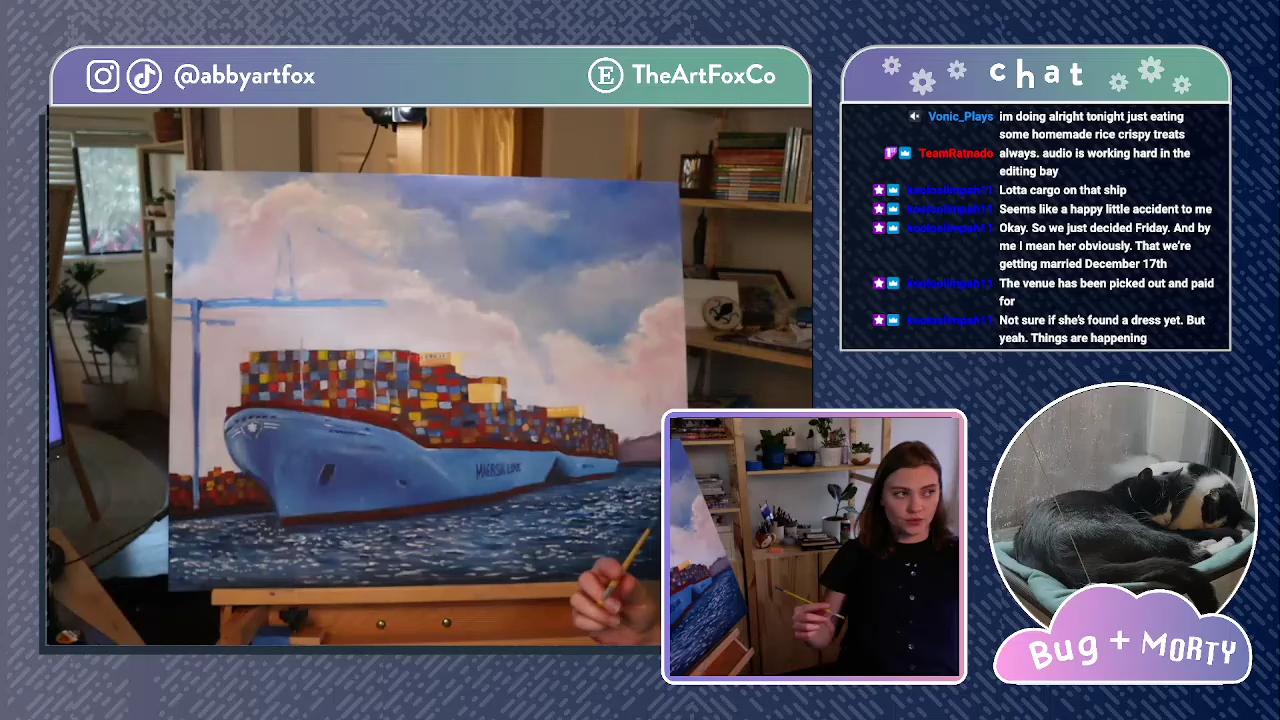 @abbyartfox
E TheArtFoxCo
chat
Vonic_Plays im doing alright tonight just eating
some homemade rice crispy treats
TeamRatnado always. audio is working hard in the
editing bay
Lotta cargo on that ship
Seems like a happy little accident to me
Okay. So we just decided Friday. And by
me I mean her obviously. That we're
getting married December 17th
The venue has been picked out and paid
for
Not sure if she's found a dress yet. But
yeah. Things are happening
MAERSK LINE
Bug + MORTY